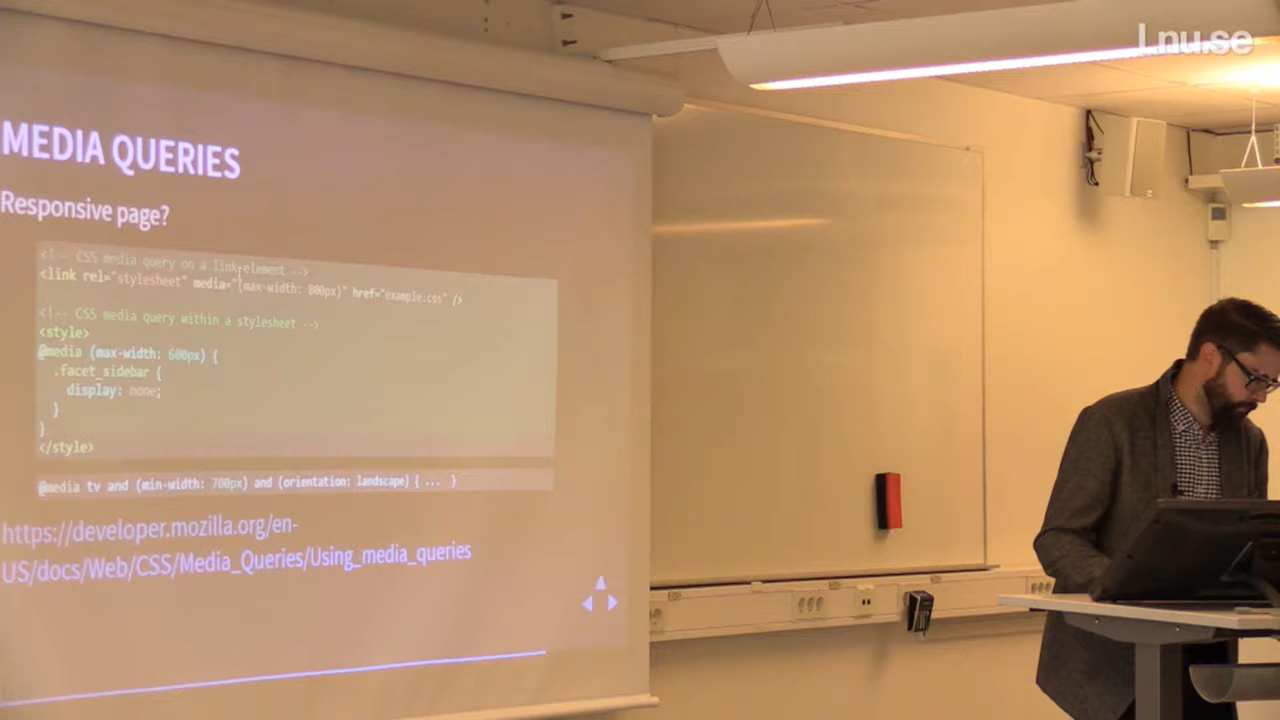 Lnu.se
MEDIA QUERIES
Responsive page?
<!-- CSS media query on a link element -->
<link rel="stylesheet" media="(max-width: 800px)" href="example.css" />
<!-- CSS media query within a stylesheet -->
<style>
@media (max-width: 600px) {
.facet_sidebar {
display: none;
}
}
</style>
@media tv and (min-width: 700px) and (orientation: landscape) { ... }
https://developer.mozilla.org/en-
US/docs/Web/CSS/Media_Queries/Using_media_queries